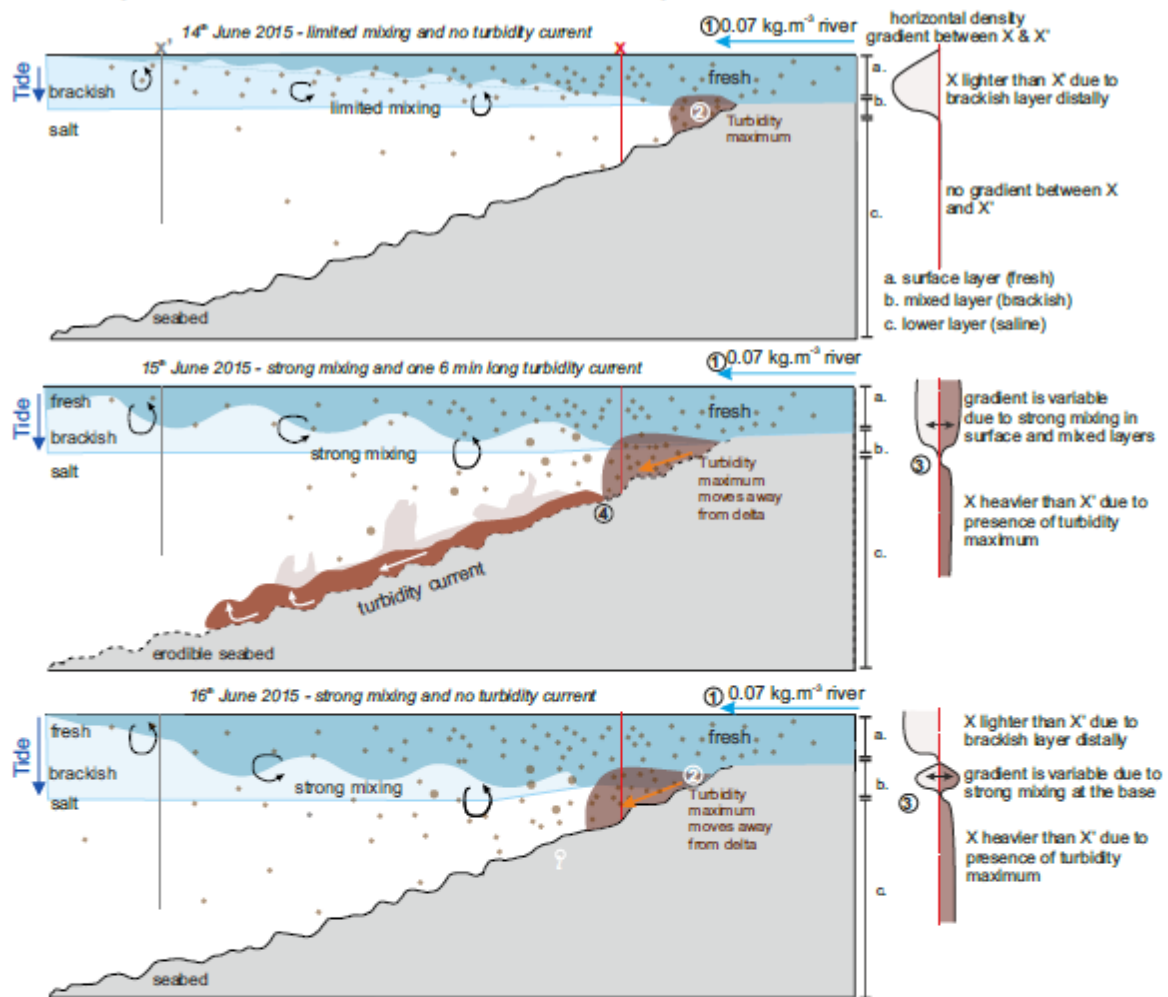 14th June 2015 - limited mixing and no turbidity current
① 0.07 kg.m⁻³ river
horizontal density
gradient between X & X'
X'
X
Tide
brackish
salt
limited mixing
fresh
②
Turbidity
maximum
seabed
a.
b.
c.
X lighter than X' due to
brackish layer distally
no gradient between X
and X'
a. surface layer (fresh)
b. mixed layer (brackish)
c. lower layer (saline)
15th June 2015 - strong mixing and one 6 min long turbidity current
① 0.07 kg.m⁻³ river
Tide
fresh
brackish
salt
strong mixing
fresh
Turbidity
maximum
moves away
from delta
④
turbidity current
erodible seabed
a.
b.
c.
③
gradient is variable
due to strong mixing in
surface and mixed layers
X heavier than X' due to
presence of turbidity
maximum
16th June 2015 - strong mixing and no turbidity current
① 0.07 kg.m⁻³ river
Tide
fresh
brackish
salt
strong mixing
fresh
②
Turbidity
maximum
moves away
from delta
seabed
a.
b.
c.
③
X lighter than X' due to
brackish layer distally
gradient is variable due to
strong mixing at the base
X heavier than X' due to
presence of turbidity
maximum